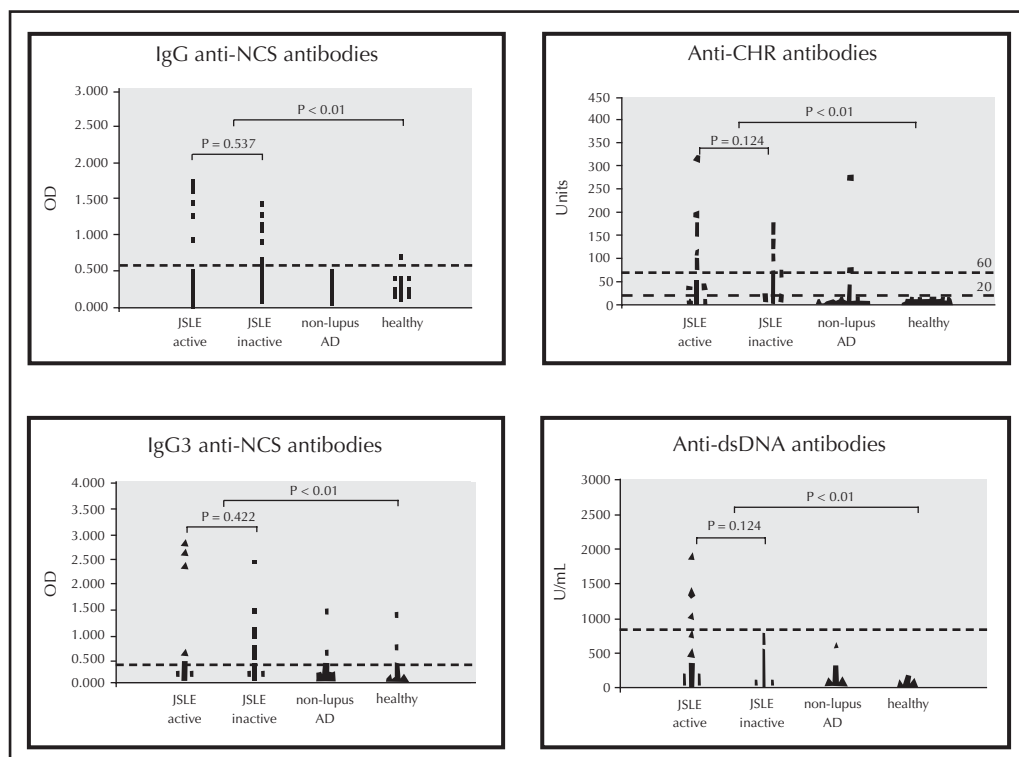 IgG anti-NCS antibodies
3.000
2.500
2.000
1.500
1.000
0.500
0.000
OD
P < 0.01
P = 0.537
JSLE active
JSLE inactive
non-lupus AD
healthy
Anti-CHR antibodies
450
400
350
300
250
200
150
100
50
0
Units
P < 0.01
P = 0.124
60
20
JSLE active
JSLE inactive
non-lupus AD
healthy
IgG3 anti-NCS antibodies
4.000
3.500
3.000
2.500
2.000
1.000
0.500
0.000
OD
P < 0.01
P = 0.422
JSLE active
JSLE inactive
non-lupus AD
healthy
Anti-dsDNA antibodies
3000
2500
2000
1500
1000
500
0
U/mL
P < 0.01
P = 0.124
JSLE active
JSLE inactive
non-lupus AD
healthy